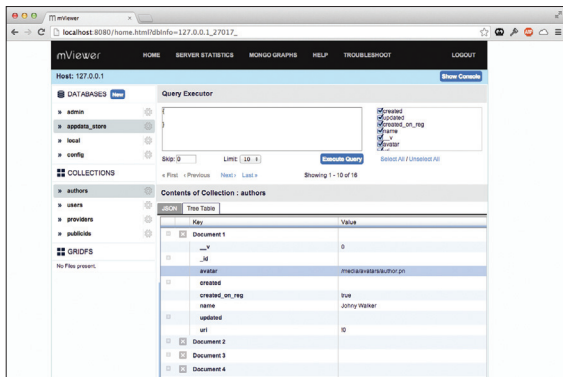 mViewer
localhost:8080/home.html?dbInfo=127.0.0.1_27017_
mViewer HOME SERVER STATISTICS MONGO GRAPHS HELP TROUBLESHOOT LOGOUT
Host: 127.0.0.1 Show Console
DATABASES New
» admin
» appdata_store
» local
» config
COLLECTIONS
» authors
» users
» providers
» publicids
GRIDFS
No Files present.
Query Executor
{
}
created
updated
created_on_reg
name
__v
avatar
Skip: 0 Limit: 10 Execute Query Select All / Unselect All
« First ‹ Previous Next › Last » Showing 1 - 10 of 16
Contents of Collection : authors
JSON Tree Table
Key Value
Document 1
__v 0
_id
avatar /media/avatars/author.pn
created
created_on_reg true
name Johny Walker
updated
uri !0
Document 2
Document 3
Document 4